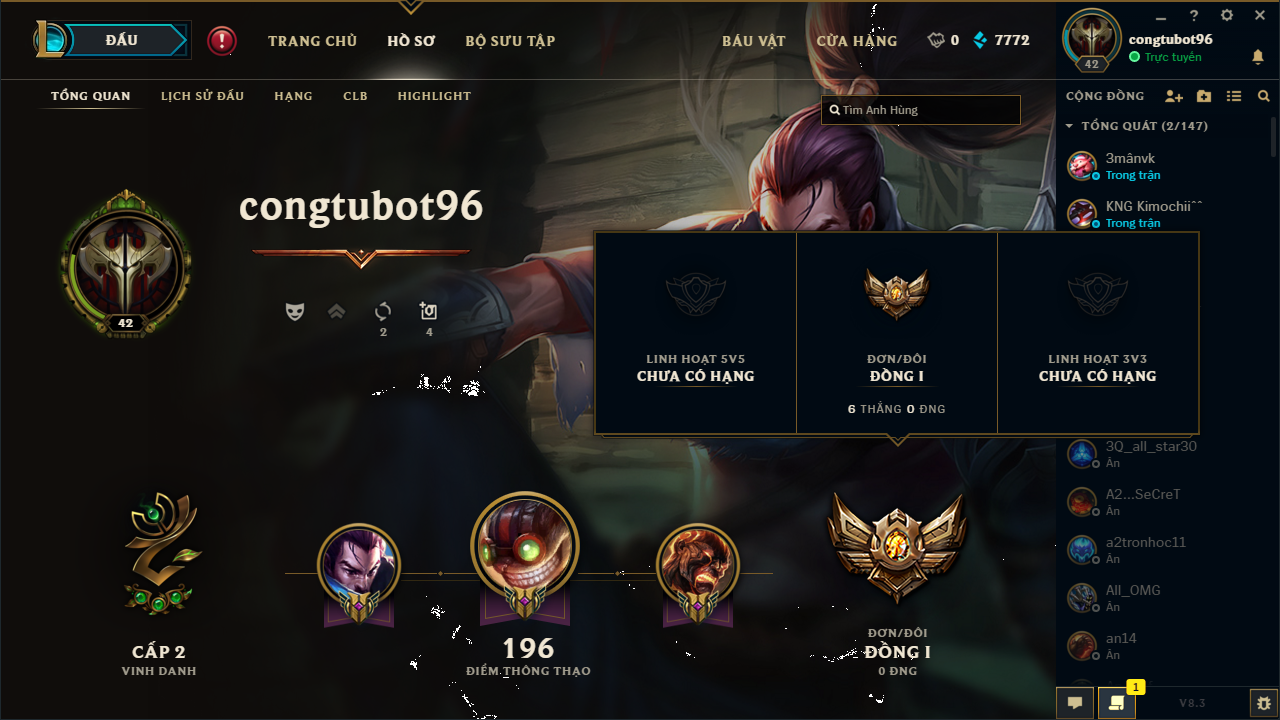 ĐẤU
TRANG CHỦ
HỒ SƠ
BỘ SƯU TẬP
BÁU VẬT
CỬA HÀNG
0
7772
42
congtubot96
Trực tuyến
TỔNG QUAN
LỊCH SỬ ĐẤU
HẠNG
CLB
HIGHLIGHT
Tìm Anh Hùng
CỘNG ĐỒNG
TỔNG QUÁT (2/147)
3mânvk
Trong trận
KNG Kimochiiˆˆ
Trong trận
congtubot96
42
2
4
LINH HOẠT 5V5
CHƯA CÓ HẠNG
ĐƠN/ĐÔI
ĐỒNG I
6 THẮNG 0 ĐNG
LINH HOẠT 3V3
CHƯA CÓ HẠNG
3Q_all_star30
Ẩn
A2...SeCreT
Ẩn
a2tronhoc11
Ẩn
All_OMG
Ẩn
an14
Ẩn
CẤP 2
VINH DANH
196
ĐIỂM THÔNG THẠO
ĐƠN/ĐÔI
ĐỒNG I
0 ĐNG
1
V8.3